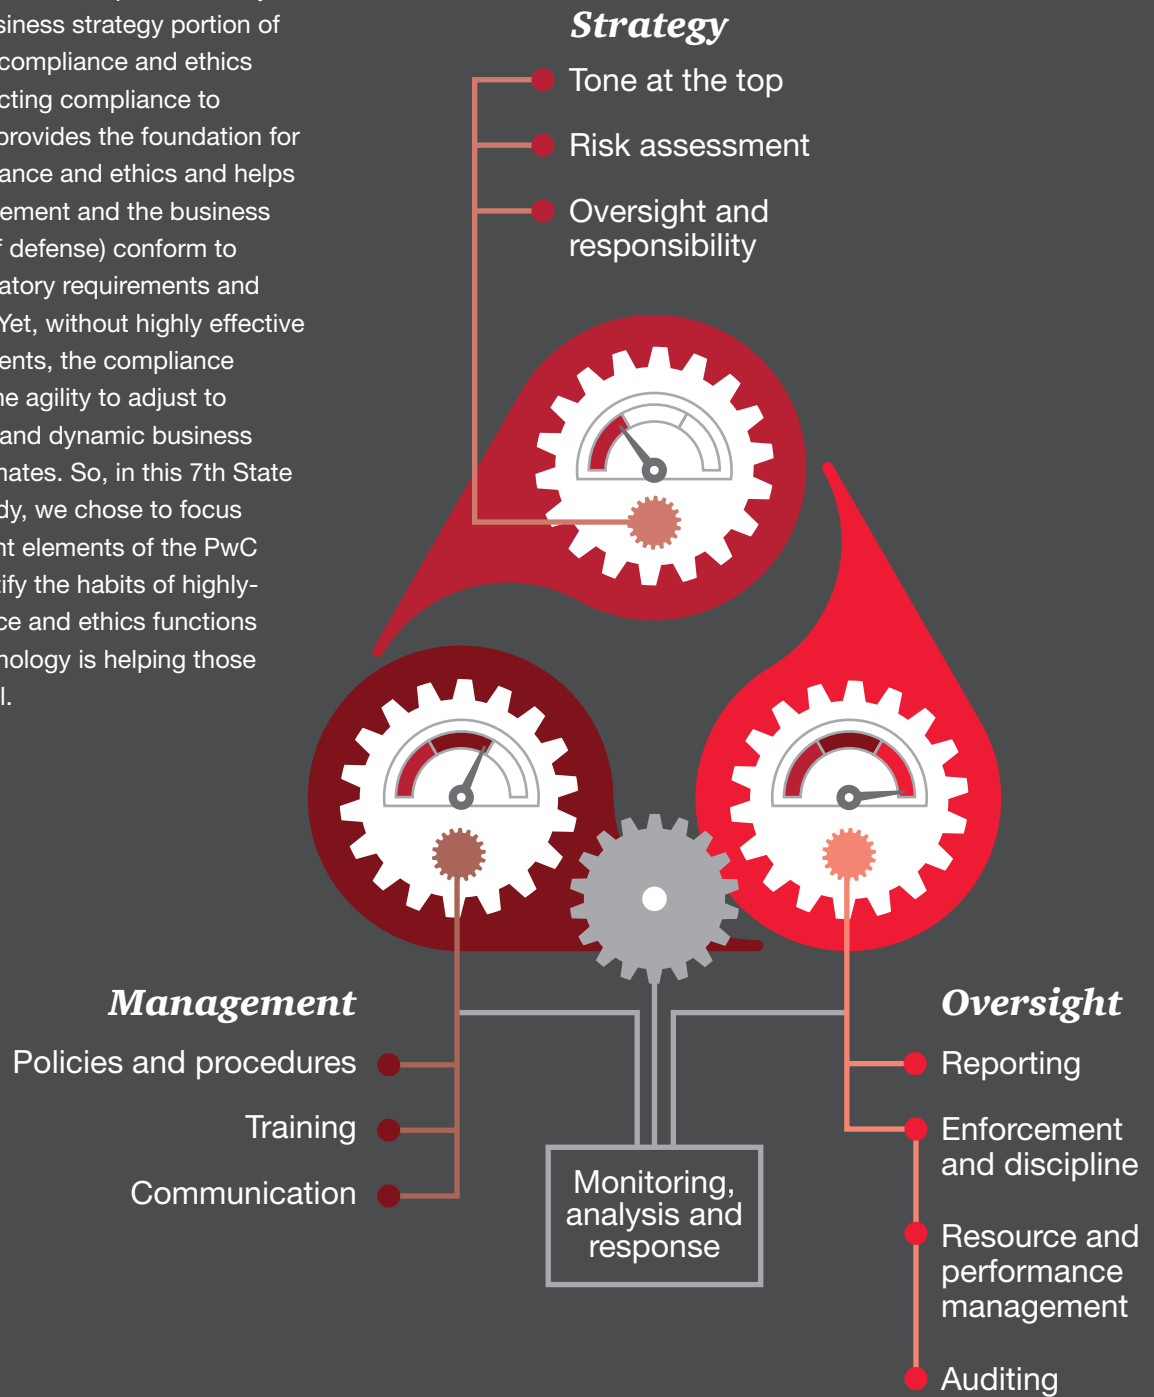 siness strategy portion of
compliance and ethics
cting compliance to
provides the foundation for
ance and ethics and helps
ement and the business
f defense) conform to
atory requirements and
Yet, without highly effective
ents, the compliance
ne agility to adjust to
and dynamic business
mates. So, in this 7th State
dy, we chose to focus
nt elements of the PwC
tify the habits of highly-
ce and ethics functions
nology is helping those
l.
Strategy
Tone at the top
Risk assessment
Oversight and
responsibility
Management
Policies and procedures
Training
Communication
Monitoring,
analysis and
response
Oversight
Reporting
Enforcement
and discipline
Resource and
performance
management
Auditing